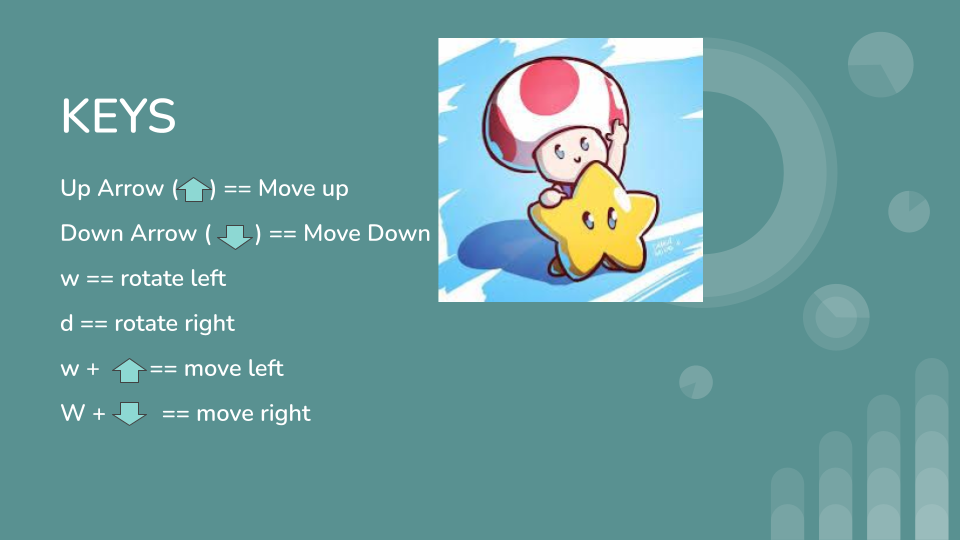 KEYS
Up Arrow (⬆) == Move up
Down Arrow ( ⬇) == Move Down
w == rotate left
d == rotate right
w + ⬆ == move left
W + ⬇ == move right